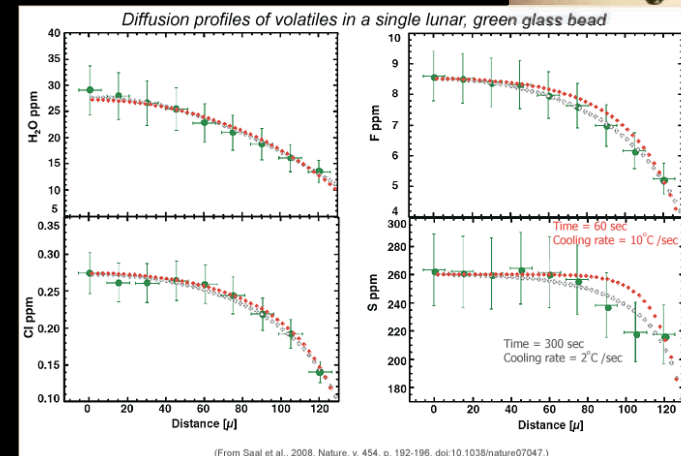 Diffusion profiles of volatiles in a single lunar, green glass bead
30
25
20
15
10
5
H₂O ppm
10
9
8
7
6
5
4
F ppm
0.35
0.30
0.25
0.20
0.15
0.10
Cl ppm
0 20 40 60 80 100 120
Distance [μ]
300
280
260
240
220
200
180
S ppm
Time = 60 sec
Cooling rate = 10°C /sec
Time = 300 sec
Cooling rate = 2°C /sec
0 20 40 60 80 100 120
Distance [μ]
(From Saal et al., 2008, Nature, v. 454, p. 192-196, doi:10.1038/nature07047.)